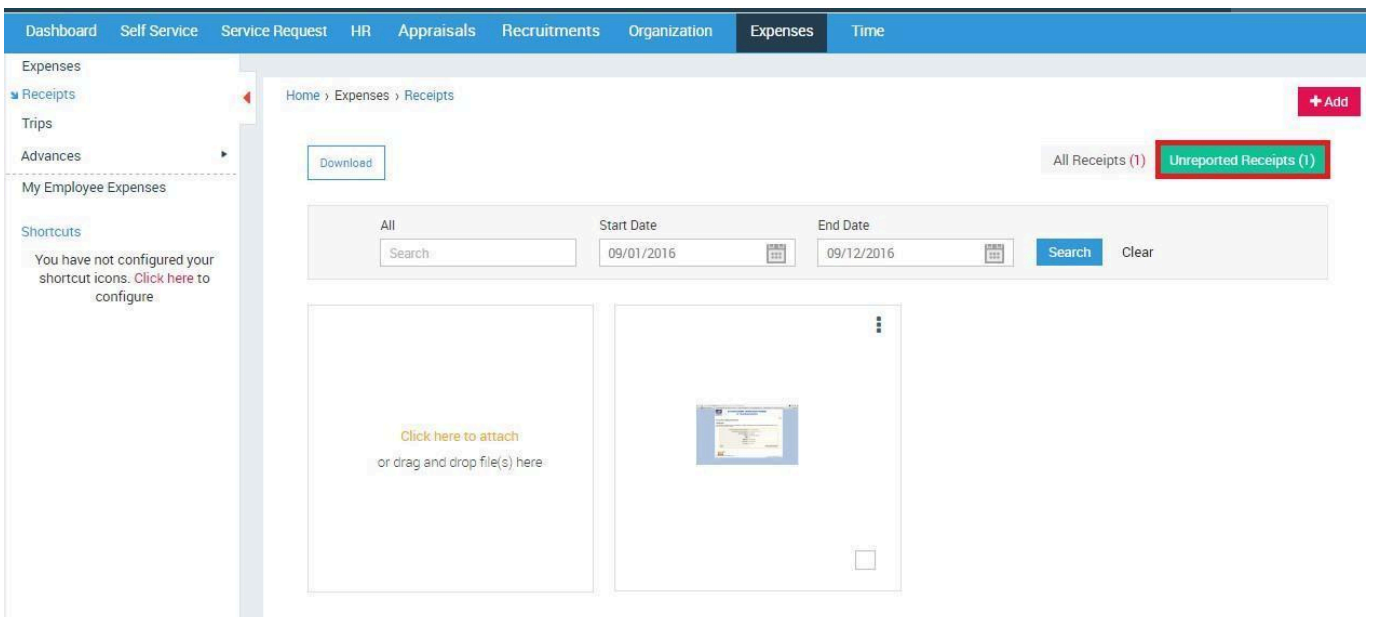 Dashboard Self Service Service Request HR Appraisals Recruitments Organization Expenses Time
Expenses
Receipts
Trips
Advances
My Employee Expenses
Shortcuts
You have not configured your
shortcut icons. Click here to
configure
Home › Expenses › Receipts
+ Add
Download
All Receipts (1)
Unreported Receipts (1)
All
Search
Start Date
09/01/2016
End Date
09/12/2016
Search
Clear
Click here to attach
or drag and drop file(s) here